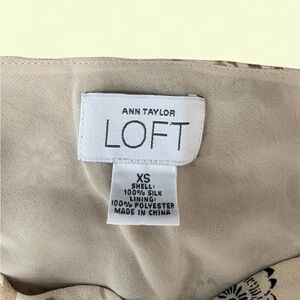 ANN TAYLOR
LOFT
XS
SHELL:
100% SILK
LINING:
100% POLYESTER
MADE IN CHINA